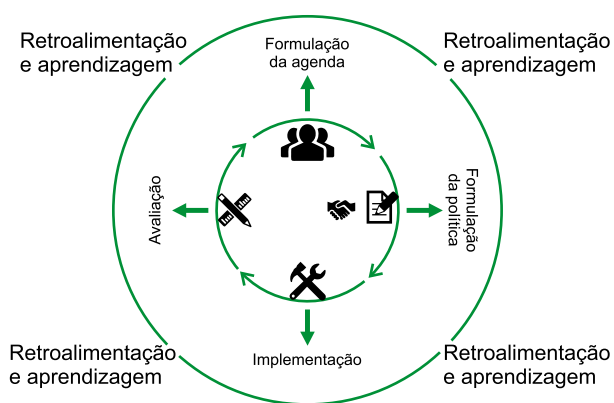 Retroalimentação
e aprendizagem
Formulação
da agenda
Retroalimentação
e aprendizagem
Avaliação
Formulação
da política
Retroalimentação
e aprendizagem
Implementação
Retroalimentação
e aprendizagem